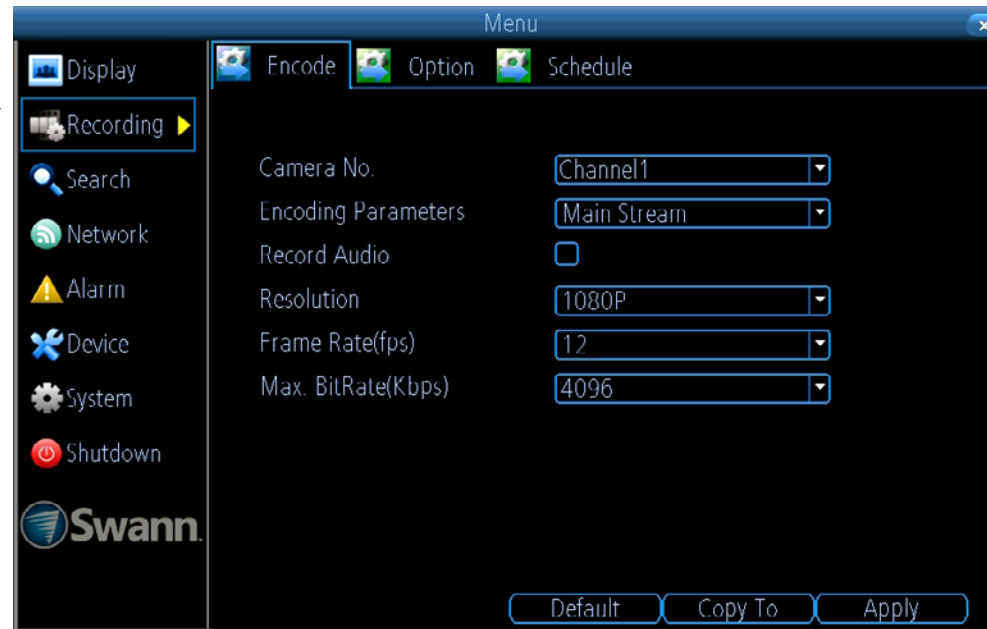 Menu
Display
Recording
Search
Network
Alarm
Device
System
Shutdown
Swann.
Encode Option Schedule
Camera No. Channel1
Encoding Parameters Main Stream
Record Audio
Resolution 1080P
Frame Rate(fps) 12
Max. BitRate(Kbps) 4096
Default Copy To Apply